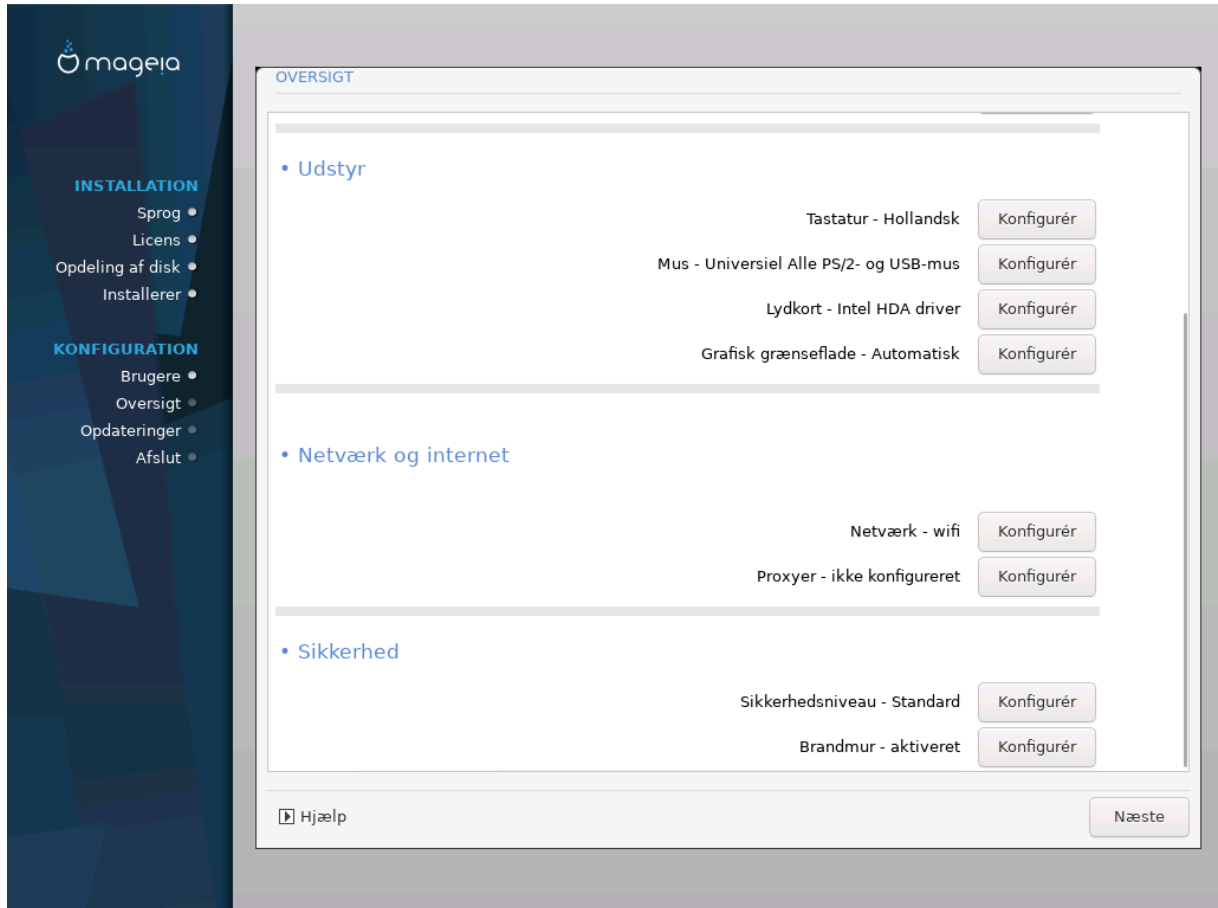 mageia
INSTALLATION
Sprog
Licens
Opdeling af disk
Installerer
KONFIGURATION
Brugere
Oversigt
Opdateringer
Afslut
OVERSIGT
• Udstyr
Tastatur - Hollandsk Konfigurér
Mus - Universiel Alle PS/2- og USB-mus Konfigurér
Lydkort - Intel HDA driver Konfigurér
Grafisk grænseflade - Automatisk Konfigurér
• Netværk og internet
Netværk - wifi Konfigurér
Proxyer - ikke konfigureret Konfigurér
• Sikkerhed
Sikkerhedsniveau - Standard Konfigurér
Brandmur - aktiveret Konfigurér
Hjælp Næste